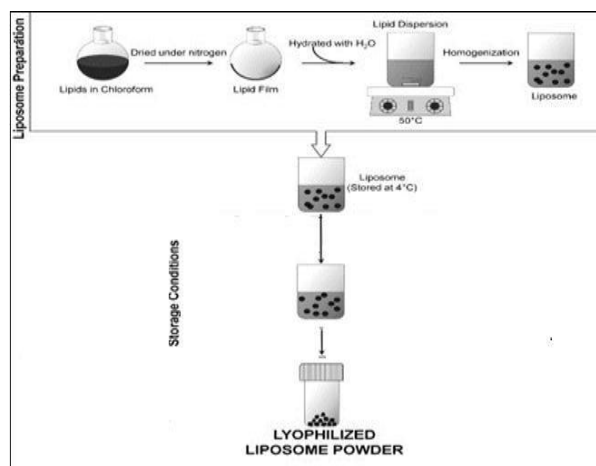 Liposome Preparation
Lipids in Chloroform
Dried under nitrogen
Lipid Film
Hydrated with H₂O
Lipid Dispersion
50°C
Homogenization
Liposome
Liposome
(Stored at 4°C)
Storage Conditions
LYOPHILIZED
LIPOSOME POWDER